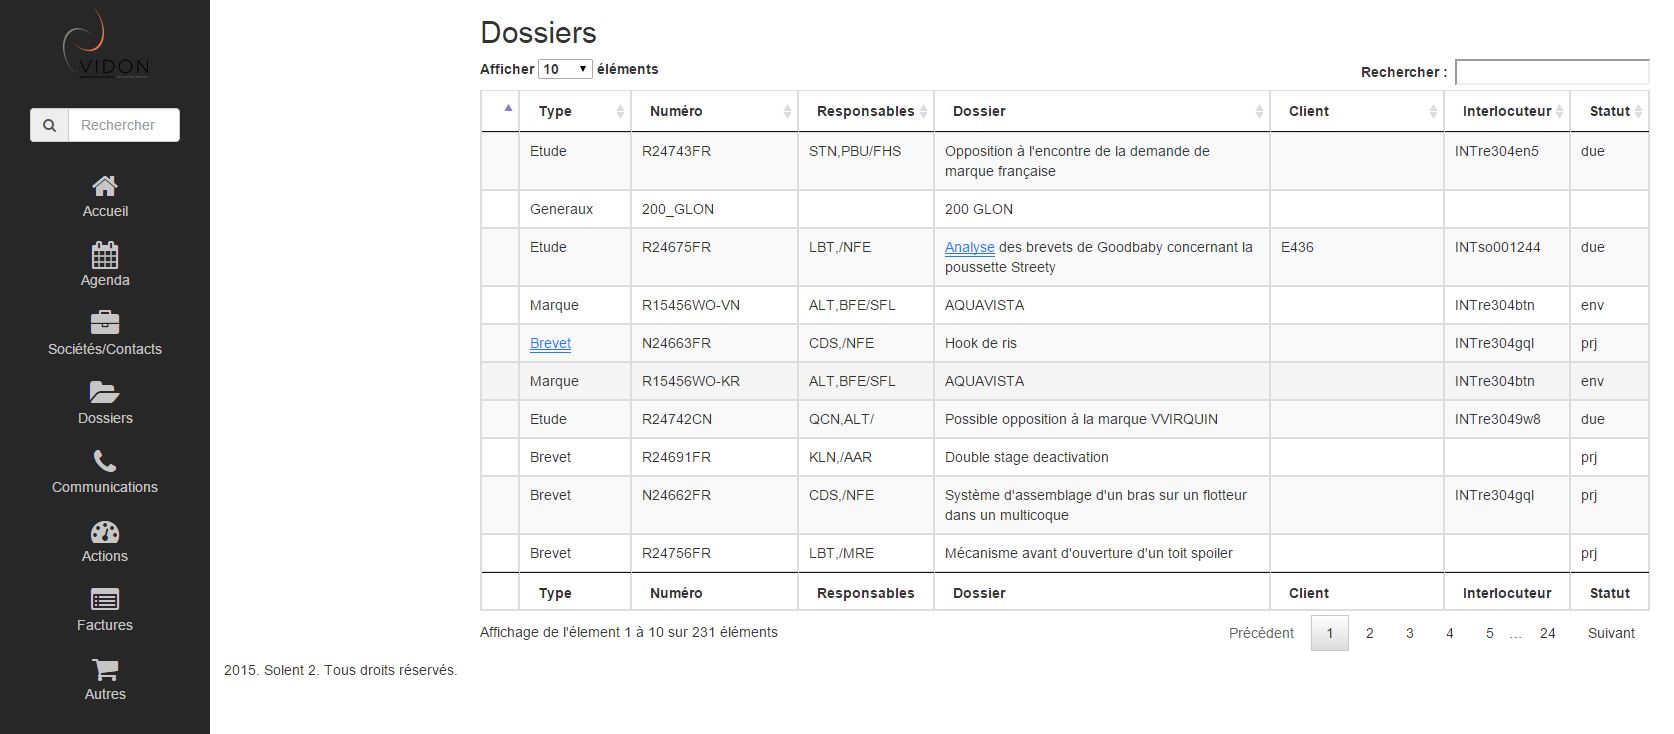 VIDON
Rechercher
Accueil
Agenda
Sociétés/Contacts
Dossiers
Communications
Actions
Factures
Autres
Dossiers
Afficher 10 éléments
Rechercher :
Type Numéro Responsables Dossier Client Interlocuteur Statut
Etude R24743FR STN,PBU/FHS Opposition à l'encontre de la demande de INTre304en5 due
marque française
Generaux 200_GLON 200 GLON
Etude R24675FR LBT,/NFE Analyse des brevets de Goodbaby concernant la E436 INTso001244 due
poussette Streety
Marque R15456WO-VN ALT,BFE/SFL AQUAVISTA INTre304btn env
Brevet N24663FR CDS,/NFE Hook de ris INTre304gql prj
Marque R15456WO-KR ALT,BFE/SFL AQUAVISTA INTre304btn env
Etude R24742CN QCN,ALT/ Possible opposition à la marque VVIRQUIN INTre3049w8 due
Brevet R24691FR KLN,/AAR Double stage deactivation prj
Brevet N24662FR CDS,/NFE Système d'assemblage d'un bras sur un flotteur INTre304gql prj
dans un multicoque
Brevet R24756FR LBT,/MRE Mécanisme avant d'ouverture d'un toit spoiler prj
Type Numéro Responsables Dossier Client Interlocuteur Statut
Affichage de l'élement 1 à 10 sur 231 éléments
Précédent 1 2 3 4 5 … 24 Suivant
2015. Solent 2. Tous droits réservés.